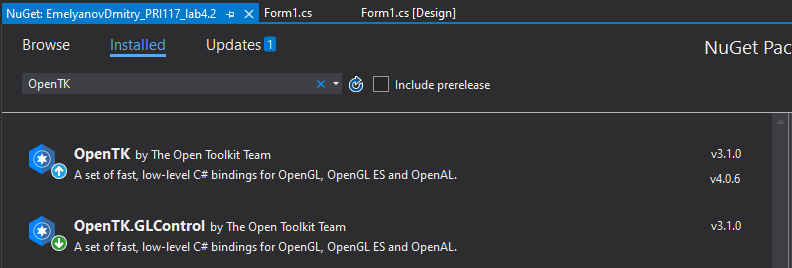 NuGet: EmelyanovDmitry_PRI117_lab4.2 Form1.cs Form1.cs [Design]
Browse Installed Updates 1 NuGet Pac
OpenTK Include prerelease
OpenTK by The Open Toolkit Team v3.1.0
A set of fast, low-level C# bindings for OpenGL, OpenGL ES and OpenAL. v4.0.6
OpenTK.GLControl by The Open Toolkit Team v3.1.0
A set of fast, low-level C# bindings for OpenGL, OpenGL ES and OpenAL.